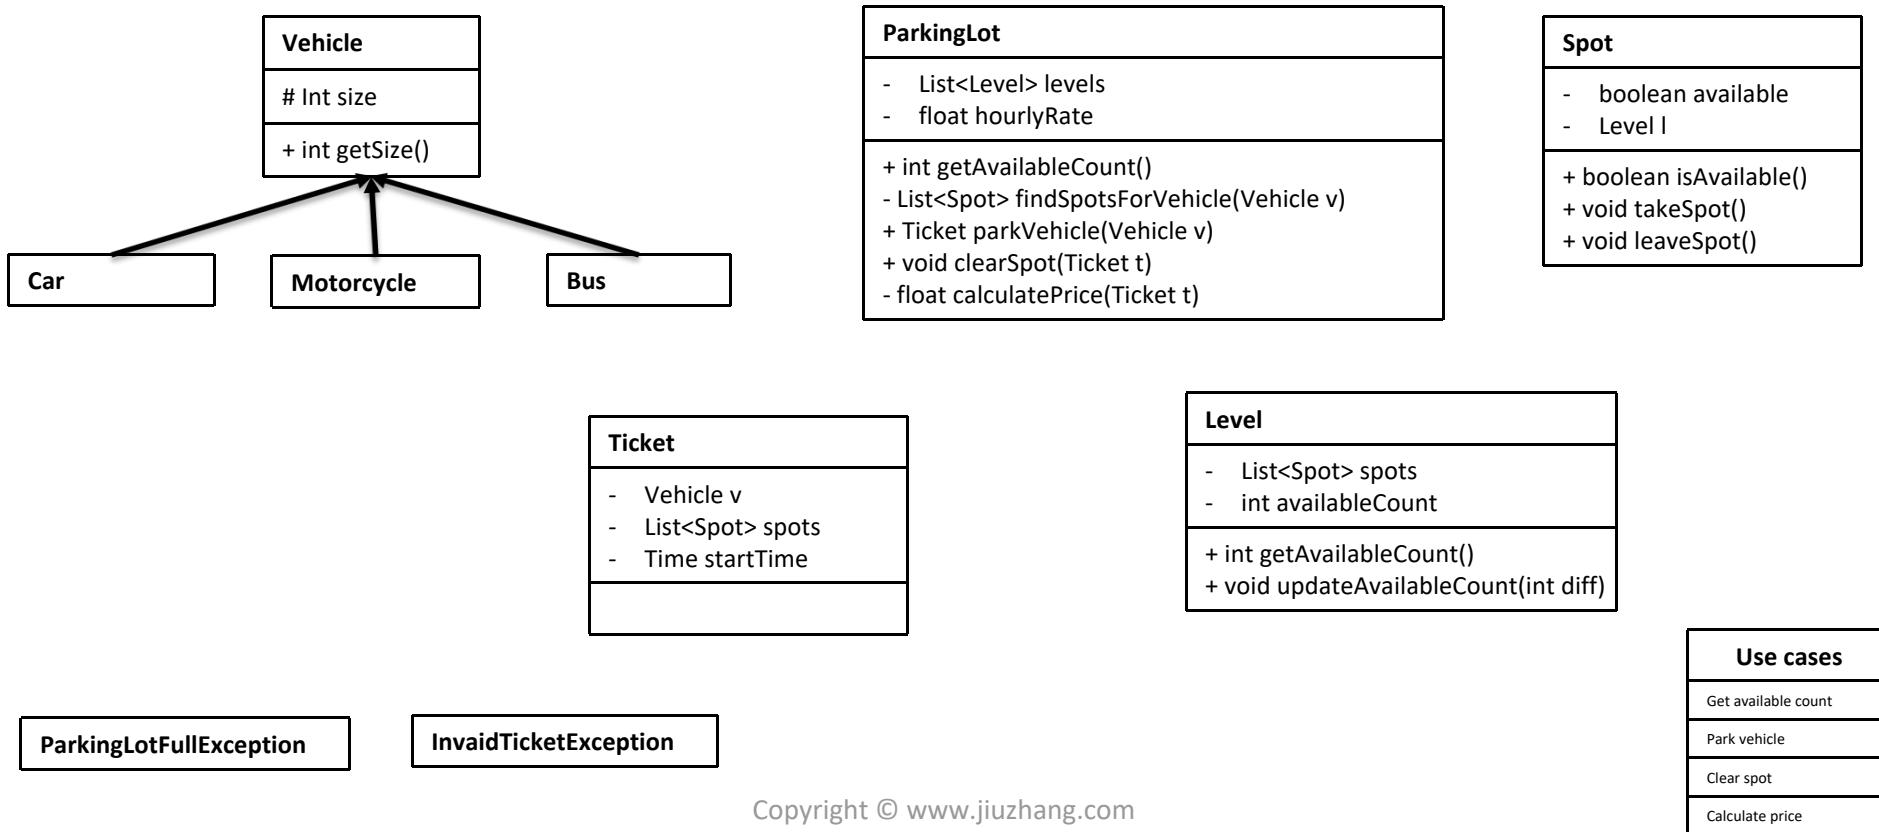 Vehicle
# Int size
+ int getSize()
Car
Motorcycle
Bus
ParkingLot
- List<Level> levels
- float hourlyRate
+ int getAvailableCount()
- List<Spot> findSpotsForVehicle(Vehicle v)
+ Ticket parkVehicle(Vehicle v)
+ void clearSpot(Ticket t)
- float calculatePrice(Ticket t)
Spot
- boolean available
- Level l
+ boolean isAvailable()
+ void takeSpot()
+ void leaveSpot()
Ticket
- Vehicle v
- List<Spot> spots
- Time startTime
Level
- List<Spot> spots
- int availableCount
+ int getAvailableCount()
+ void updateAvailableCount(int diff)
ParkingLotFullException
InvaidTicketException
Use cases
Get available count
Park vehicle
Clear spot
Calculate price
Copyright © www.jiuzhang.com